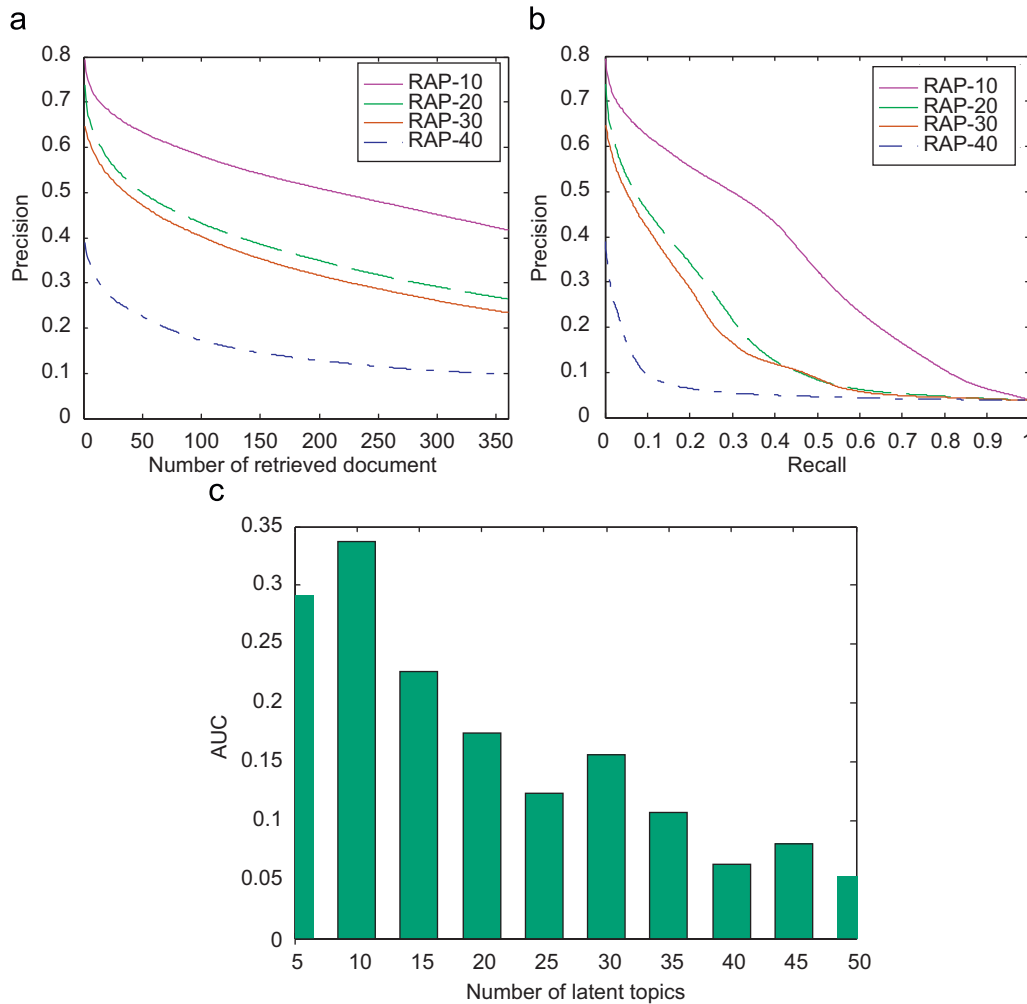 a
0.8
0.7
0.6
0.5
0.4
0.3
0.2
0.1
0
Precision
RAP-10
RAP-20
RAP-30
RAP-40
0 50 100 150 200 250 300 350
Number of retrieved document
b
0.8
0.7
0.6
0.5
0.4
0.3
0.2
0.1
0
Precision
RAP-10
RAP-20
RAP-30
RAP-40
0 0.1 0.2 0.3 0.4 0.5 0.6 0.7 0.8 0.9 1
Recall
c
0.35
0.3
0.25
0.2
0.15
0.1
0.05
0
AUC
5 10 15 20 25 30 35 40 45 50
Number of latent topics